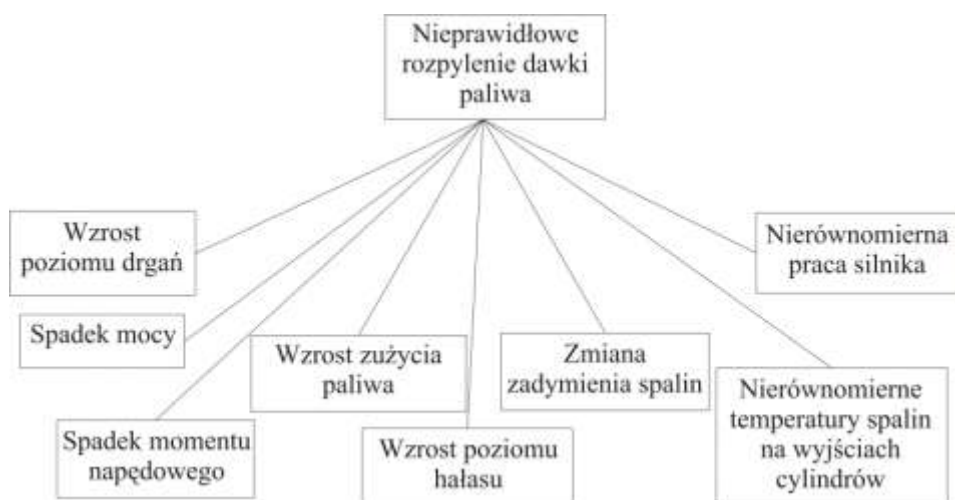 Nieprawidłowe
rozpylenie dawki
paliwa
Wzrost
poziomu drgań
Nierównomierna
praca silnika
Spadek mocy
Wzrost zużycia
paliwa
Zmiana
zadymienia spalin
Nierównomierne
temperatury spalin
na wyjściach
cylindrów
Spadek momentu
napędowego
Wzrost poziomu
hałasu